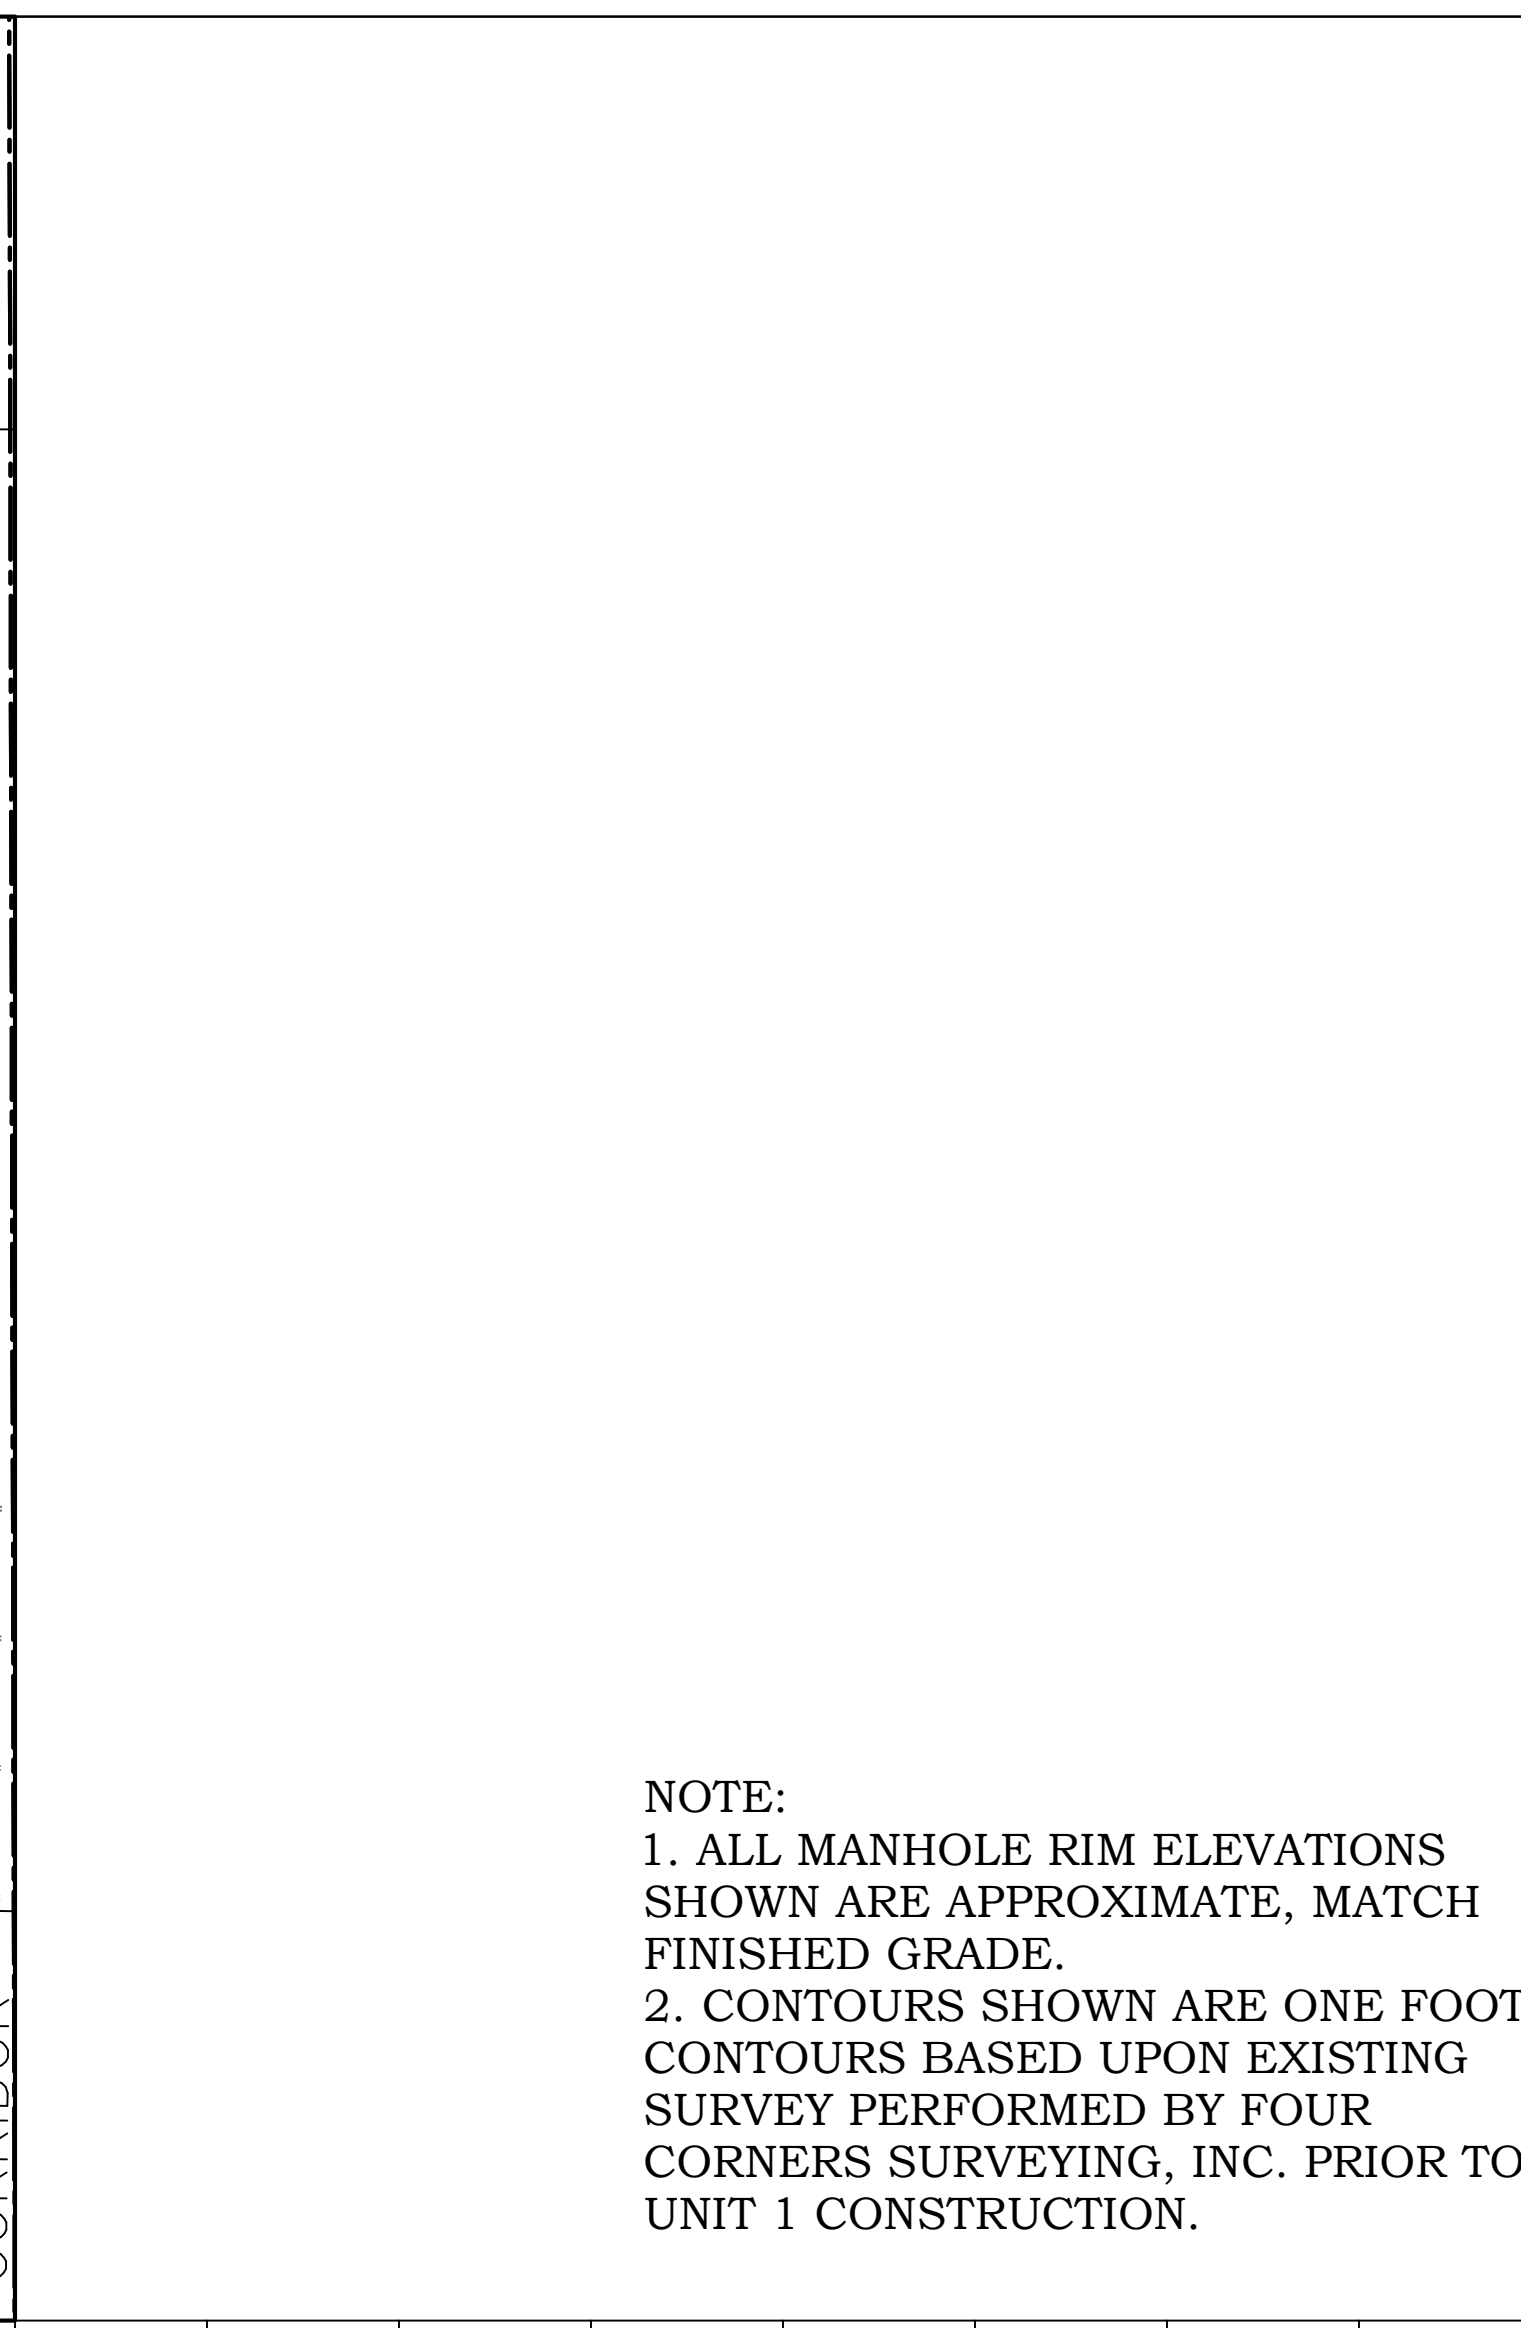 NOTE:
1. ALL MANHOLE RIM ELEVATIONS
SHOWN ARE APPROXIMATE, MATCH
FINISHED GRADE.
2. CONTOURS SHOWN ARE ONE FOOT
CONTOURS BASED UPON EXISTING
SURVEY PERFORMED BY FOUR
CORNERS SURVEYING, INC. PRIOR TO
UNIT 1 CONSTRUCTION.